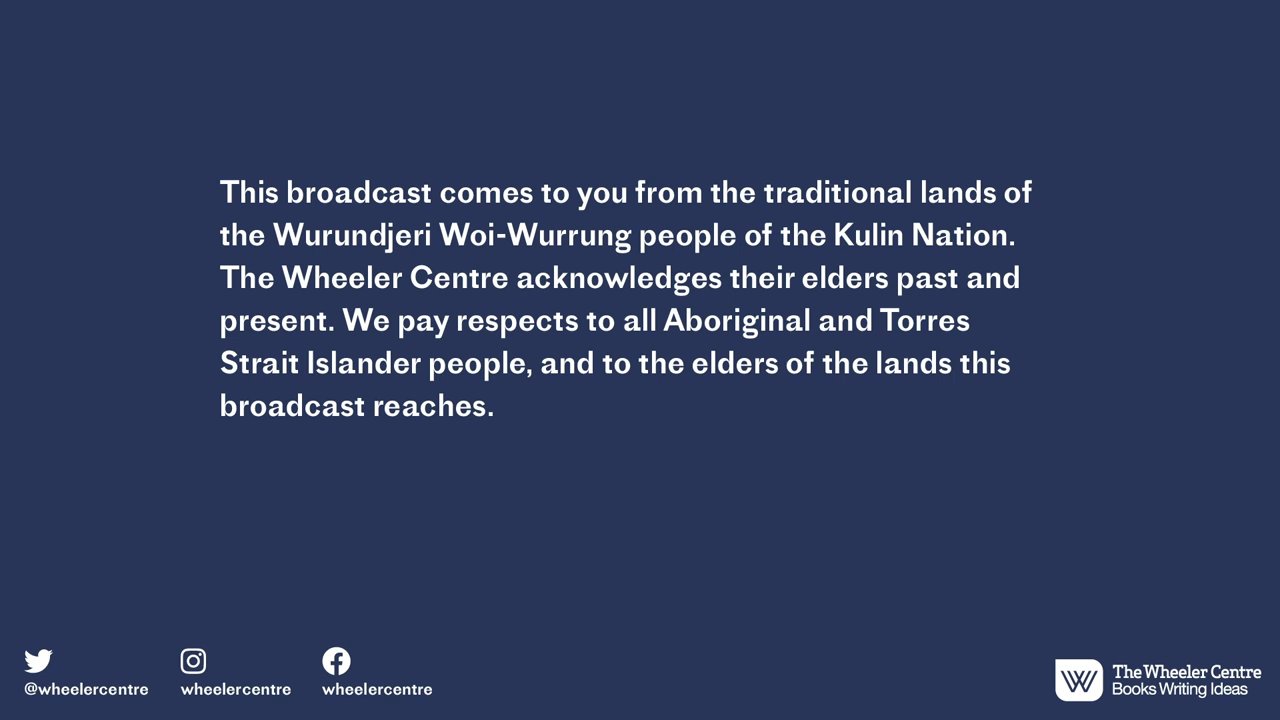 This broadcast comes to you from the traditional lands of
the Wurundjeri Woi-Wurrung people of the Kulin Nation.
The Wheeler Centre acknowledges their elders past and
present. We pay respects to all Aboriginal and Torres
Strait Islander people, and to the elders of the lands this
broadcast reaches.
@wheelercentre
wheelercentre
wheelercentre
W
The Wheeler Centre
Books Writing Ideas